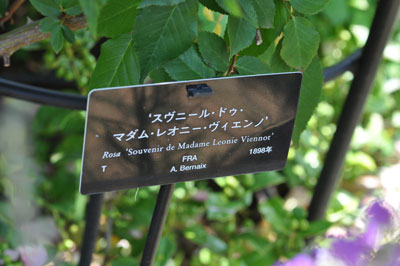 'スヴニール・ドゥ・
マダム・レオニー・ヴィエンノ'
Rosa 'Souvenir de Madame Leonie Viennot'
T FRA 1898年
A. Bernaix